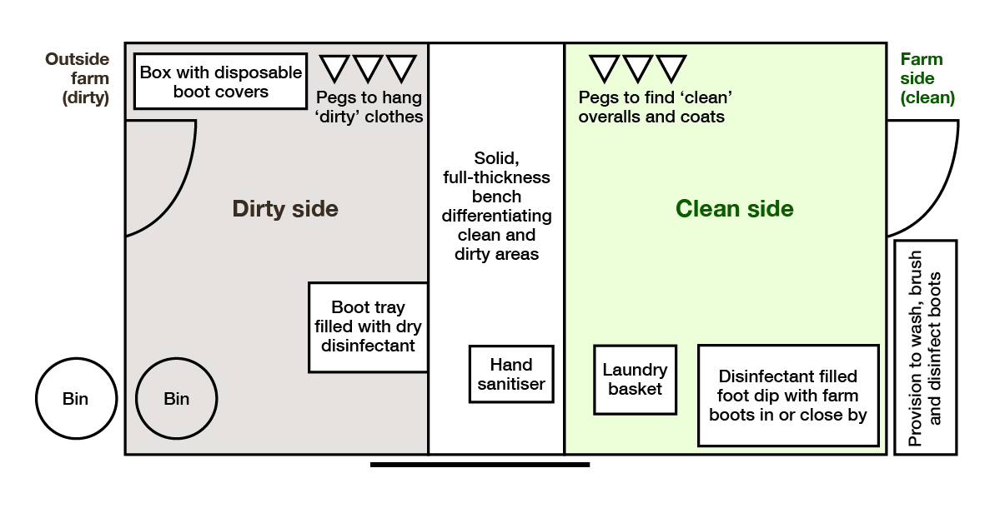 Outside
farm
(dirty)
Box with disposable
boot covers
Pegs to hang
‘dirty’ clothes
Pegs to find ‘clean’
overalls and coats
Farm
side
(clean)
Solid,
full-thickness
bench
differentiating
clean and
dirty areas
Dirty side
Clean side
Boot tray
filled with dry
disinfectant
Bin
Bin
Hand
sanitiser
Laundry
basket
Disinfectant filled
foot dip with farm
boots in or close by
Provision to wash, brush
and disinfect boots